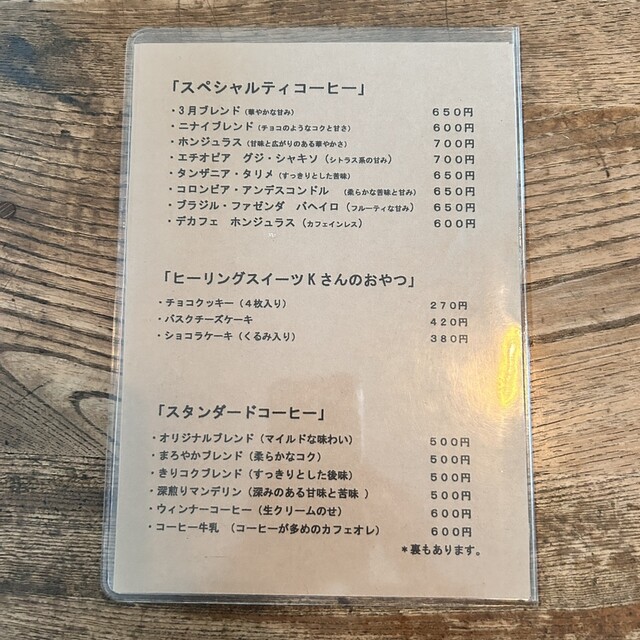 「スペシャルティコーヒー」
・３月ブレンド（華やかな甘み） ６５０円
・ニナイブレンド（チョコのようなコクと甘さ） ６００円
・ホンジュラス（甘味と広がりのある華やかさ） ７００円
・エチオピア グジ・シャキソ（シトラス系の甘み） ７００円
・タンザニア・タリメ（すっきりとした苦味） ６５０円
・コロンビア・アンデスコンドル （柔らかな苦味と甘み） ６５０円
・ブラジル・ファゼンダ バヘイロ（フルーティな甘み） ６５０円
・デカフェ ホンジュラス（カフェインレス） ６００円
「ヒーリングスイーツKさんのおやつ」
・チョコクッキー（４枚入り） ２７０円
・バスクチーズケーキ ４２０円
・ショコラケーキ（くるみ入り） ３８０円
「スタンダードコーヒー」
・オリジナルブレンド（マイルドな味わい） ５００円
・まろやかブレンド（柔らかなコク） ５００円
・きりコクブレンド（すっきりとした後味） ５００円
・深煎りマンデリン（深みのある甘味と苦味 ） ５００円
・ウィンナーコーヒー（生クリームのせ） ６００円
・コーヒー牛乳 （コーヒーが多めのカフェオレ） ６００円
＊裏もあります。